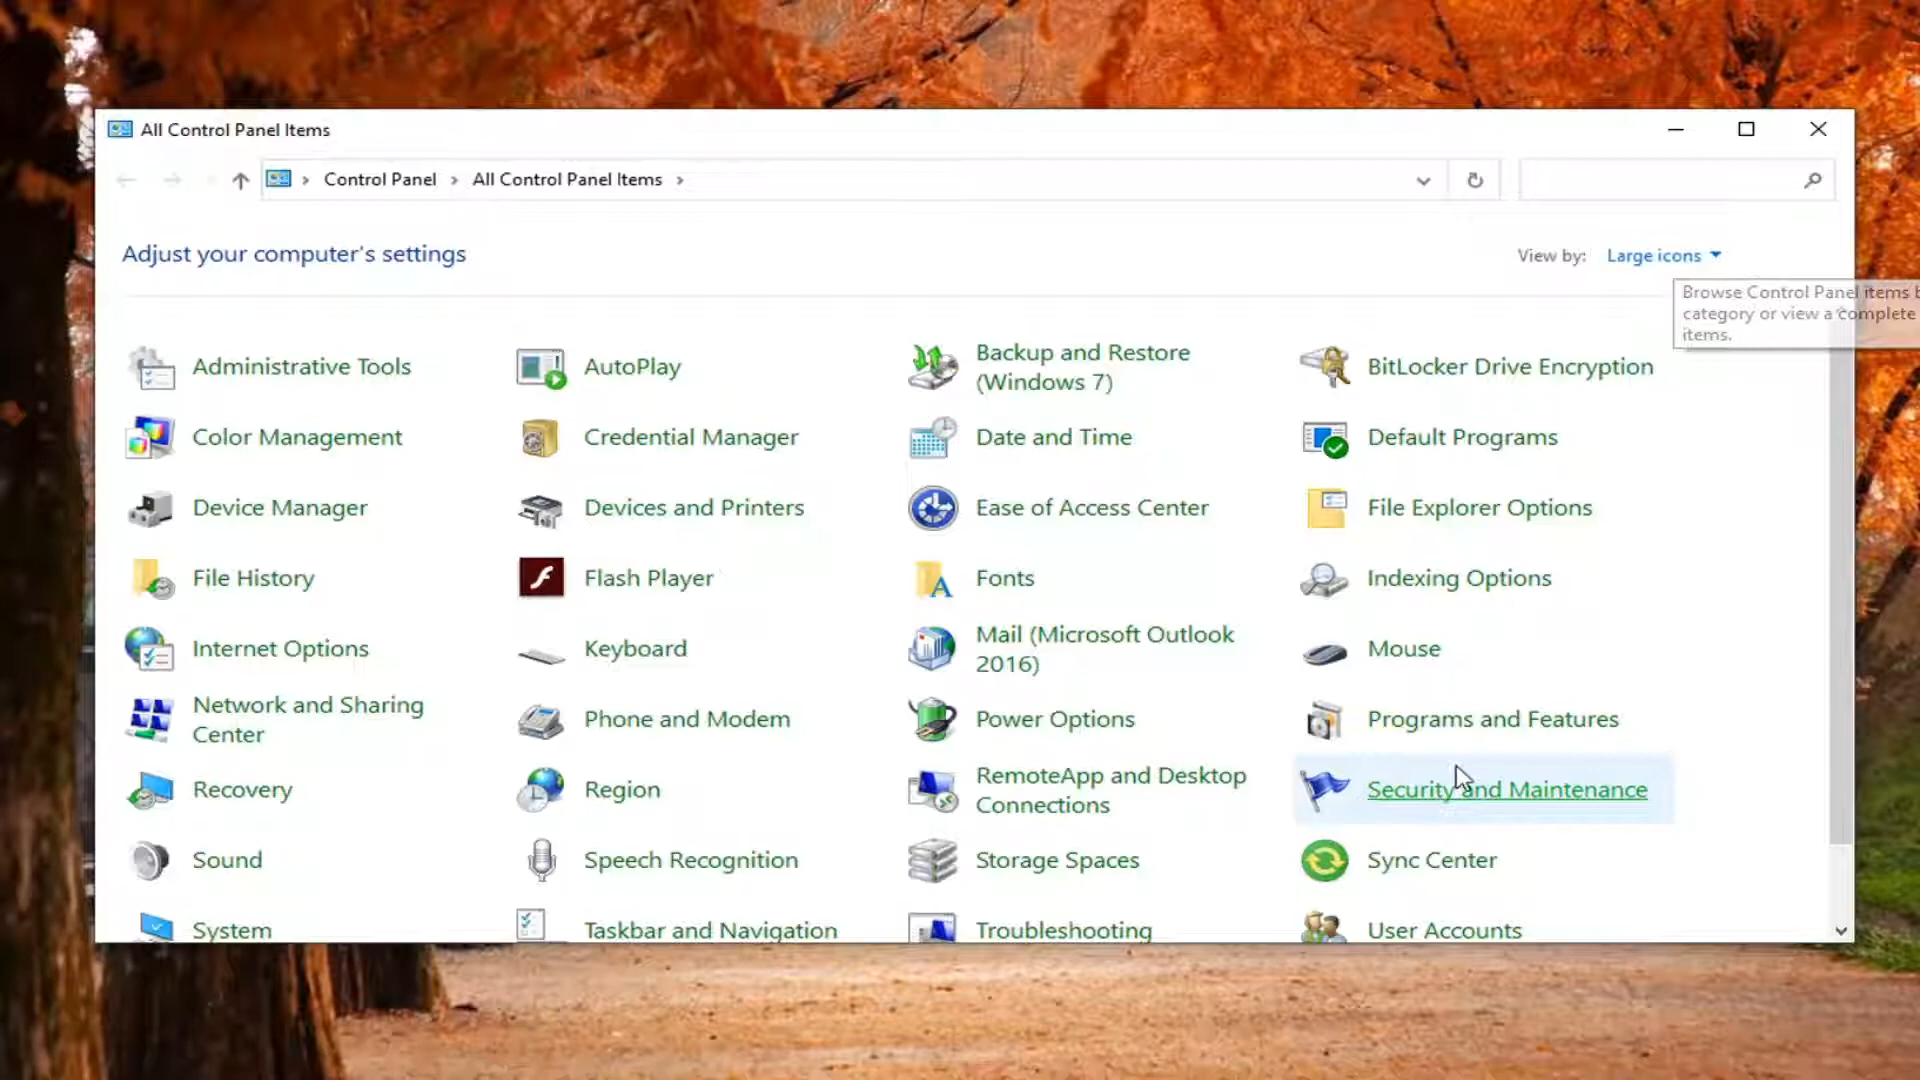 All Control Panel Items
Control Panel > All Control Panel Items >
Adjust your computer's settings
View by: Large icons
Browse Control Panel items b
category or view a complete
items.
Administrative Tools
AutoPlay
Backup and Restore
(Windows 7)
BitLocker Drive Encryption
Color Management
Credential Manager
Date and Time
Default Programs
Device Manager
Devices and Printers
Ease of Access Center
File Explorer Options
File History
Flash Player
Fonts
Indexing Options
Internet Options
Keyboard
Mail (Microsoft Outlook
2016)
Mouse
Network and Sharing
Center
Phone and Modem
Power Options
Programs and Features
Recovery
Region
RemoteApp and Desktop
Connections
Security and Maintenance
Sound
Speech Recognition
Storage Spaces
Sync Center
System
Taskbar and Navigation
Troubleshooting
User Accounts